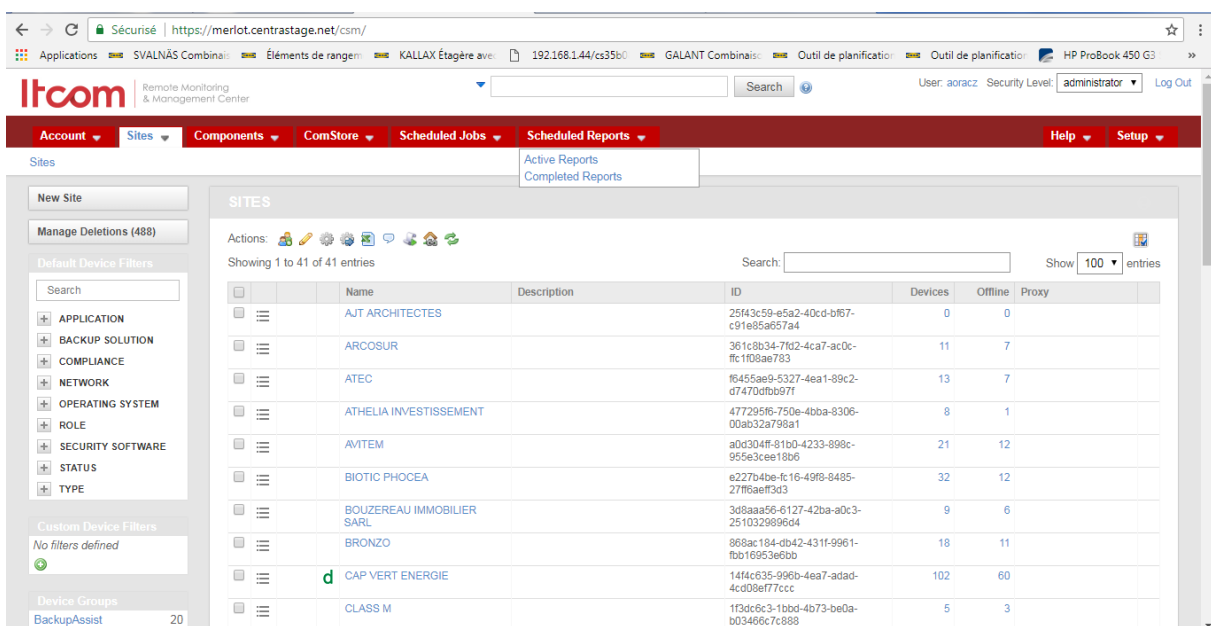 Sécurisé | https://merlot.centrastage.net/csm/
Applications SVALNÄS Combinais Éléments de rangem KALLAX Étagère avec 192.168.1.44/cs35b0 GALANT Combinaiso Outil de planification Outil de planification HP ProBook 450 G3 »
Itcom Remote Monitoring & Management Center
Search
User: aoracz Security Level: administrator Log Out
Account Sites Components ComStore Scheduled Jobs Scheduled Reports Help Setup
Sites
Active Reports
Completed Reports
New Site
Manage Deletions (488)
Default Device Filters
Search
APPLICATION
BACKUP SOLUTION
COMPLIANCE
NETWORK
OPERATING SYSTEM
ROLE
SECURITY SOFTWARE
STATUS
TYPE
Custom Device Filters
No filters defined
Device Groups
BackupAssist 20
SITES
Actions:
Showing 1 to 41 of 41 entries Search: Show 100 entries
Name Description ID Devices Offline Proxy
AJT ARCHITECTES 25f43c59-e5a2-40cd-bf67-c91e85a657a4 0 0
ARCOSUR 361c8b34-7fd2-4ca7-ac0c-ffc1f08ae783 11 7
ATEC f6455ae9-5327-4ea1-89c2-d7470dfbb97f 13 7
ATHELIA INVESTISSEMENT 477295f6-750e-4bba-8306-00ab32a798a1 8 1
AVITEM a0d304ff-81b0-4233-898c-955e3cee18b6 21 12
BIOTIC PHOCEA e227b4be-fc16-49f8-8485-27ff6aeff3d3 32 12
BOUZEREAU IMMOBILIER SARL 3d8aaa56-6127-42ba-a0c3-2510329896d4 9 6
BRONZO 868ac184-db42-431f-9961-fbb16953e6bb 18 11
d CAP VERT ENERGIE 14f4c635-996b-4ea7-adad-4cd08ef77ccc 102 60
CLASS M 1f3dc6c3-1bbd-4b73-be0a-b03466c7c888 5 3